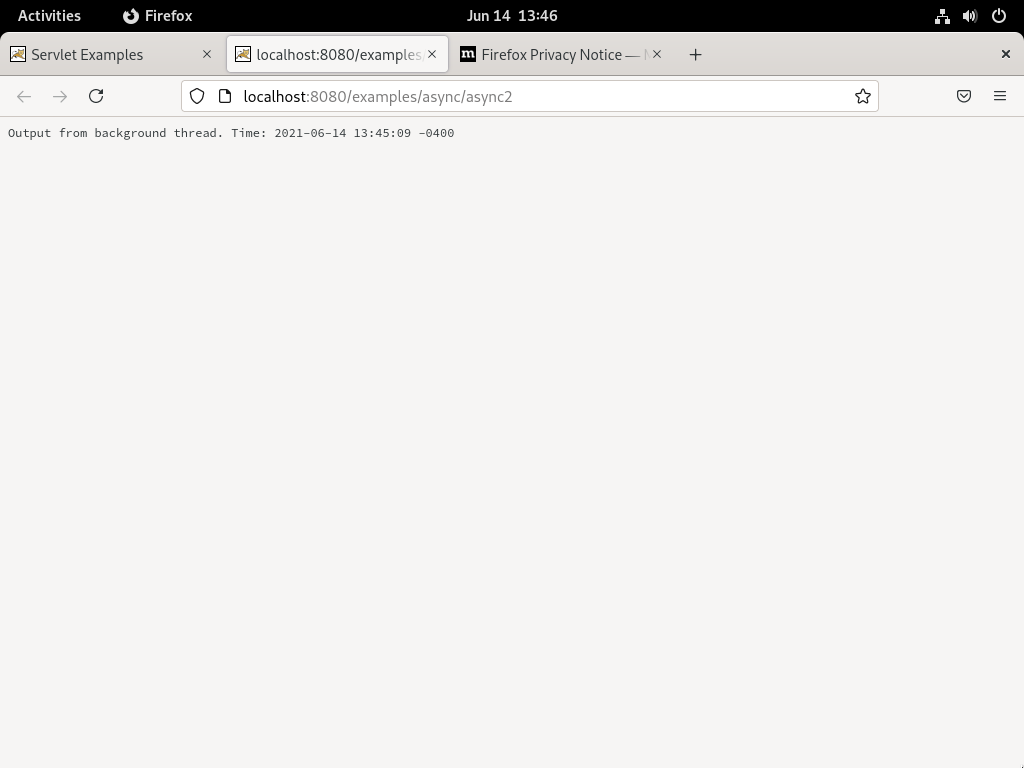 Activities Firefox Jun 14 13:46
Servlet Examples localhost:8080/examples Firefox Privacy Notice —
localhost:8080/examples/async/async2
Output from background thread. Time: 2021-06-14 13:45:09 -0400